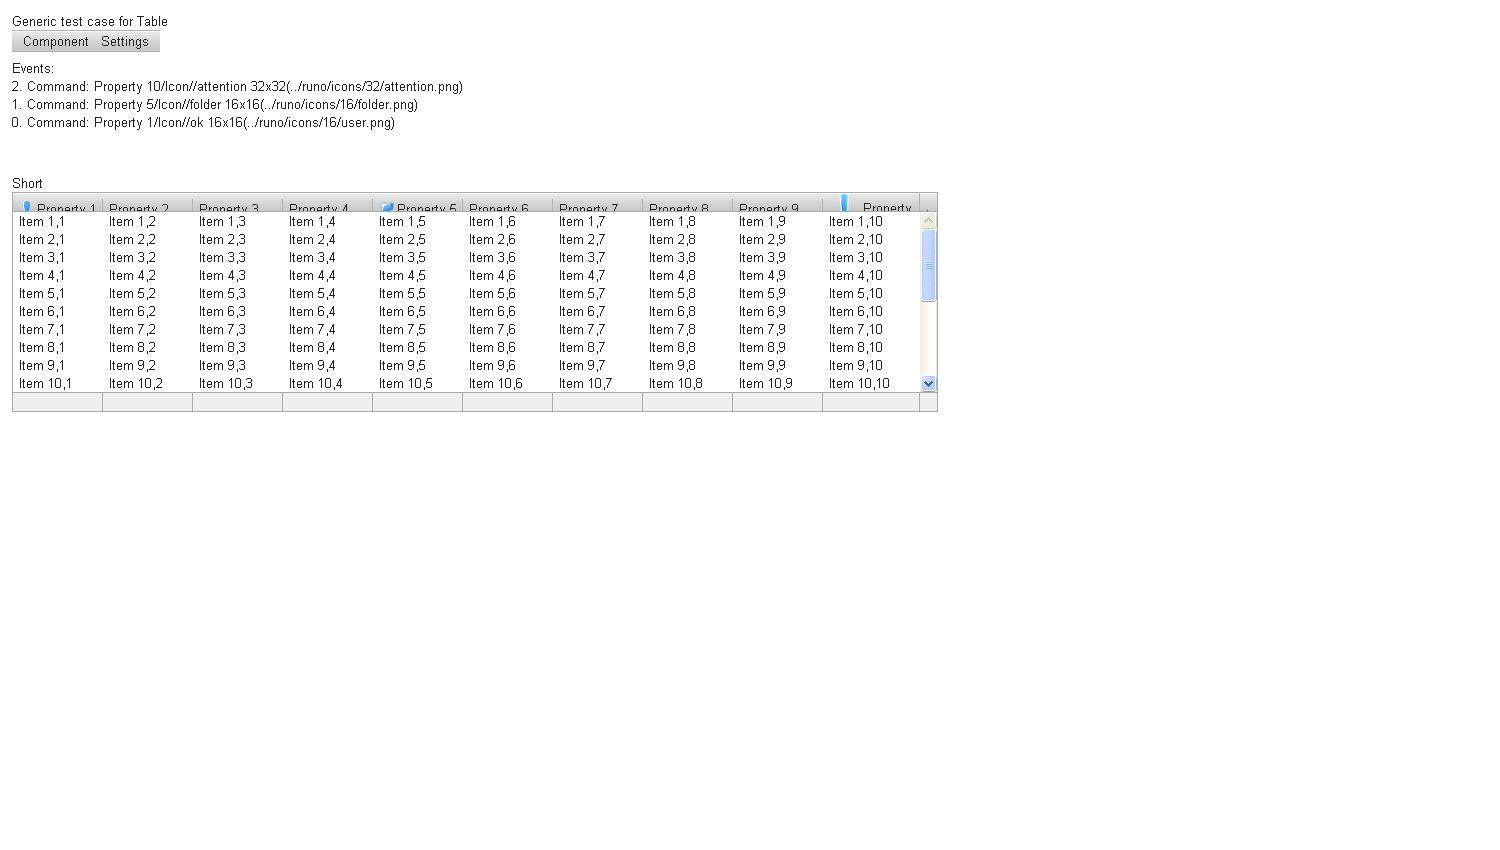 Generic test case for Table
Component Settings
Events:
2. Command: Property 10/Icon//attention 32x32(../runo/icons/32/attention.png)
1. Command: Property 5/Icon//folder 16x16(../runo/icons/16/folder.png)
0. Command: Property 1/Icon//ok 16x16(../runo/icons/16/user.png)
Short
Property 1 Property 2 Property 3 Property 4 Property 5 Property 6 Property 7 Property 8 Property 9 Property
Item 1,1 Item 1,2 Item 1,3 Item 1,4 Item 1,5 Item 1,6 Item 1,7 Item 1,8 Item 1,9 Item 1,10
Item 2,1 Item 2,2 Item 2,3 Item 2,4 Item 2,5 Item 2,6 Item 2,7 Item 2,8 Item 2,9 Item 2,10
Item 3,1 Item 3,2 Item 3,3 Item 3,4 Item 3,5 Item 3,6 Item 3,7 Item 3,8 Item 3,9 Item 3,10
Item 4,1 Item 4,2 Item 4,3 Item 4,4 Item 4,5 Item 4,6 Item 4,7 Item 4,8 Item 4,9 Item 4,10
Item 5,1 Item 5,2 Item 5,3 Item 5,4 Item 5,5 Item 5,6 Item 5,7 Item 5,8 Item 5,9 Item 5,10
Item 6,1 Item 6,2 Item 6,3 Item 6,4 Item 6,5 Item 6,6 Item 6,7 Item 6,8 Item 6,9 Item 6,10
Item 7,1 Item 7,2 Item 7,3 Item 7,4 Item 7,5 Item 7,6 Item 7,7 Item 7,8 Item 7,9 Item 7,10
Item 8,1 Item 8,2 Item 8,3 Item 8,4 Item 8,5 Item 8,6 Item 8,7 Item 8,8 Item 8,9 Item 8,10
Item 9,1 Item 9,2 Item 9,3 Item 9,4 Item 9,5 Item 9,6 Item 9,7 Item 9,8 Item 9,9 Item 9,10
Item 10,1 Item 10,2 Item 10,3 Item 10,4 Item 10,5 Item 10,6 Item 10,7 Item 10,8 Item 10,9 Item 10,10